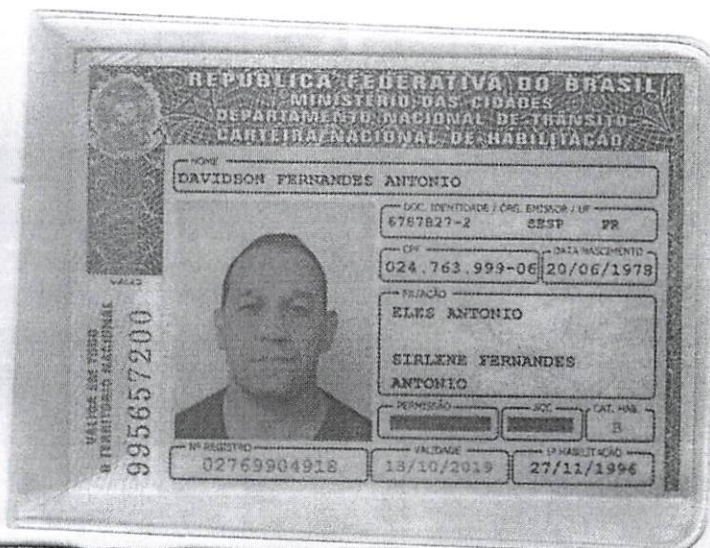 REPÚBLICA FEDERATIVA DO BRASIL
MINISTÉRIO DAS CIDADES
DEPARTAMENTO NACIONAL DE TRÂNSITO
CARTEIRA NACIONAL DE HABILITAÇÃO
NOME
DAVIDSON FERNANDES ANTONIO
DOC. IDENTIDADE / ÓRG. EMISSOR / UF
6787827-2 SESP PR
CPF DATA NASCIMENTO
024.763.999-06 20/06/1978
FILIAÇÃO
ELES ANTONIO
SIRLENE FERNANDES
ANTONIO
PERMISSÃO ACC CAT. HAB.
B
Nº REGISTRO VALIDADE 1ª HABILITAÇÃO
02769904918 13/10/2019 27/11/1996
VÁLIDA EM TODO
O TERRITÓRIO NACIONAL
995657200